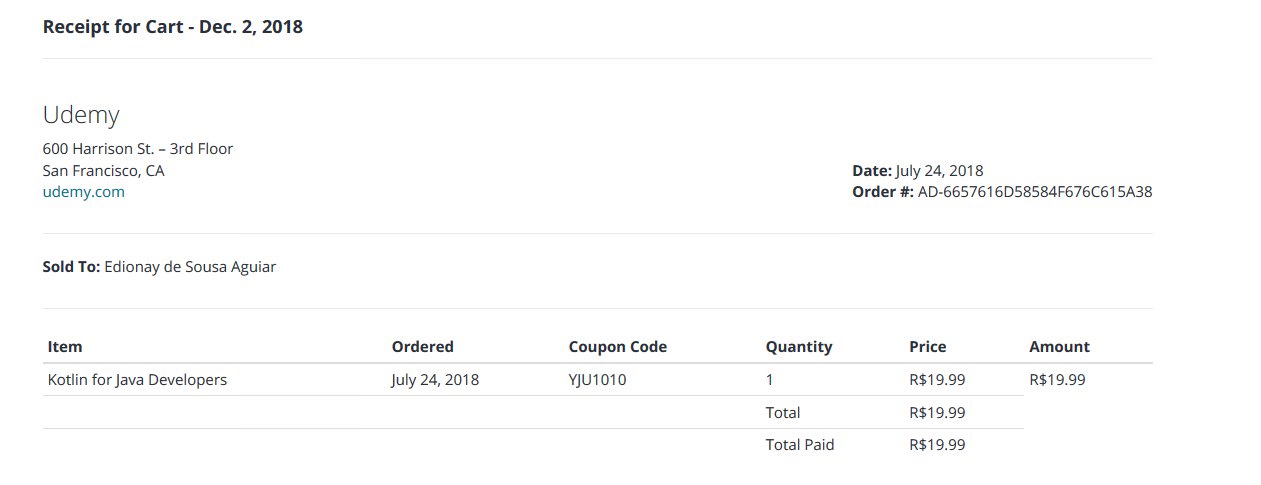 Receipt for Cart - Dec. 2, 2018
Udemy
600 Harrison St. – 3rd Floor
San Francisco, CA
udemy.com
Date: July 24, 2018
Order #: AD-6657616D58584F676C615A38
Sold To: Edionay de Sousa Aguiar
Item Ordered Coupon Code Quantity Price Amount
Kotlin for Java Developers July 24, 2018 YJU1010 1 R$19.99 R$19.99
Total R$19.99
Total Paid R$19.99